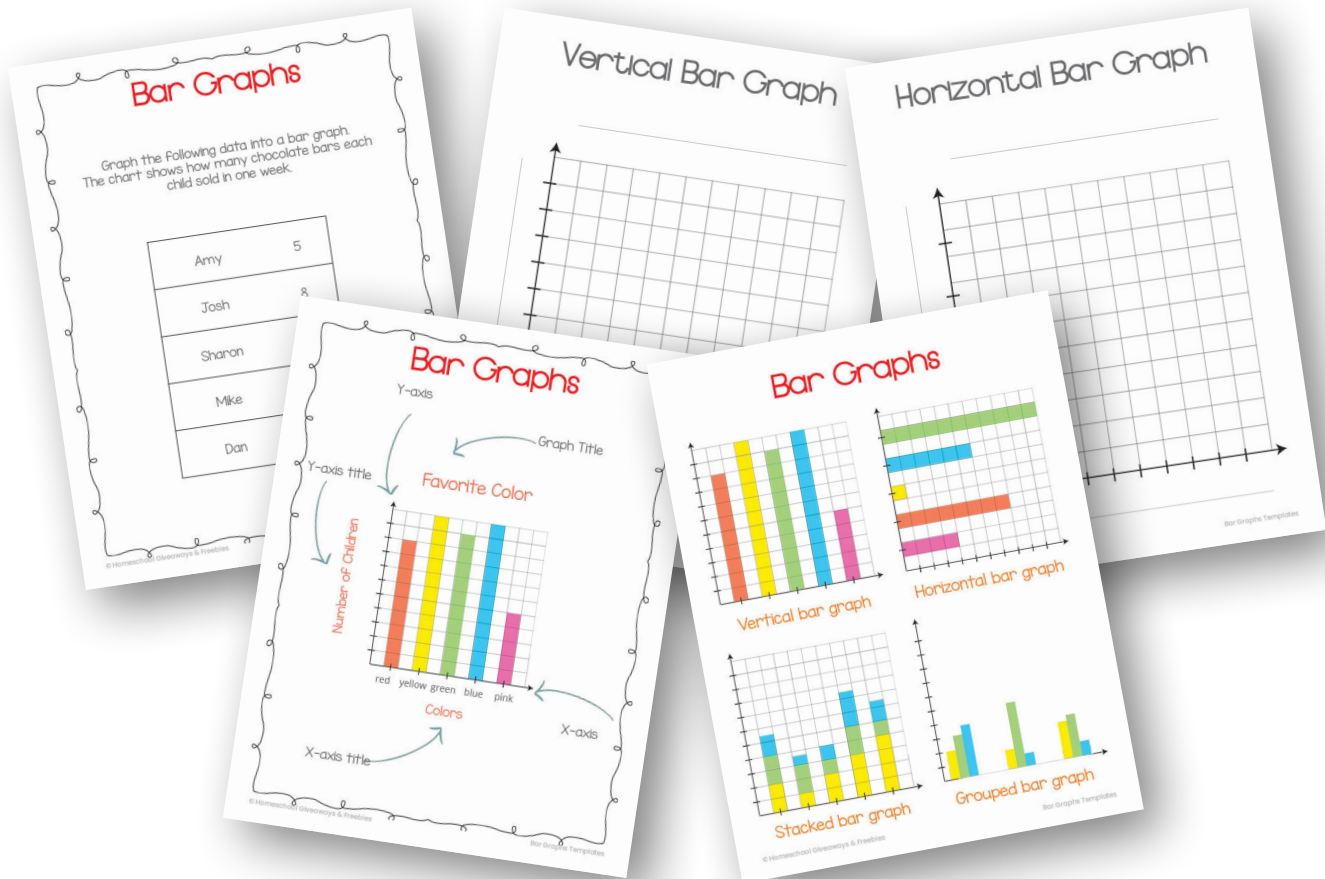 Bar Graphs
Graph the following data into a bar graph.
The chart shows how many chocolate bars each
child sold in one week.
Amy 5
Josh 8
Sharon
Mike
Dan
© Homeschool Giveaways & Freebies
Vertical Bar Graph
Horizontal Bar Graph
Bar Graphs Templates
Bar Graphs
Y-axis
Graph Title
Y-axis title
Favorite Color
Number of Children
red yellow green blue pink
Colors
X-axis
X-axis title
© Homeschool Giveaways & Freebies
Bar Graphs Templates
Bar Graphs
Vertical bar graph
Horizontal bar graph
Stacked bar graph
Grouped bar graph
© Homeschool Giveaways & Freebies
Bar Graphs Templates